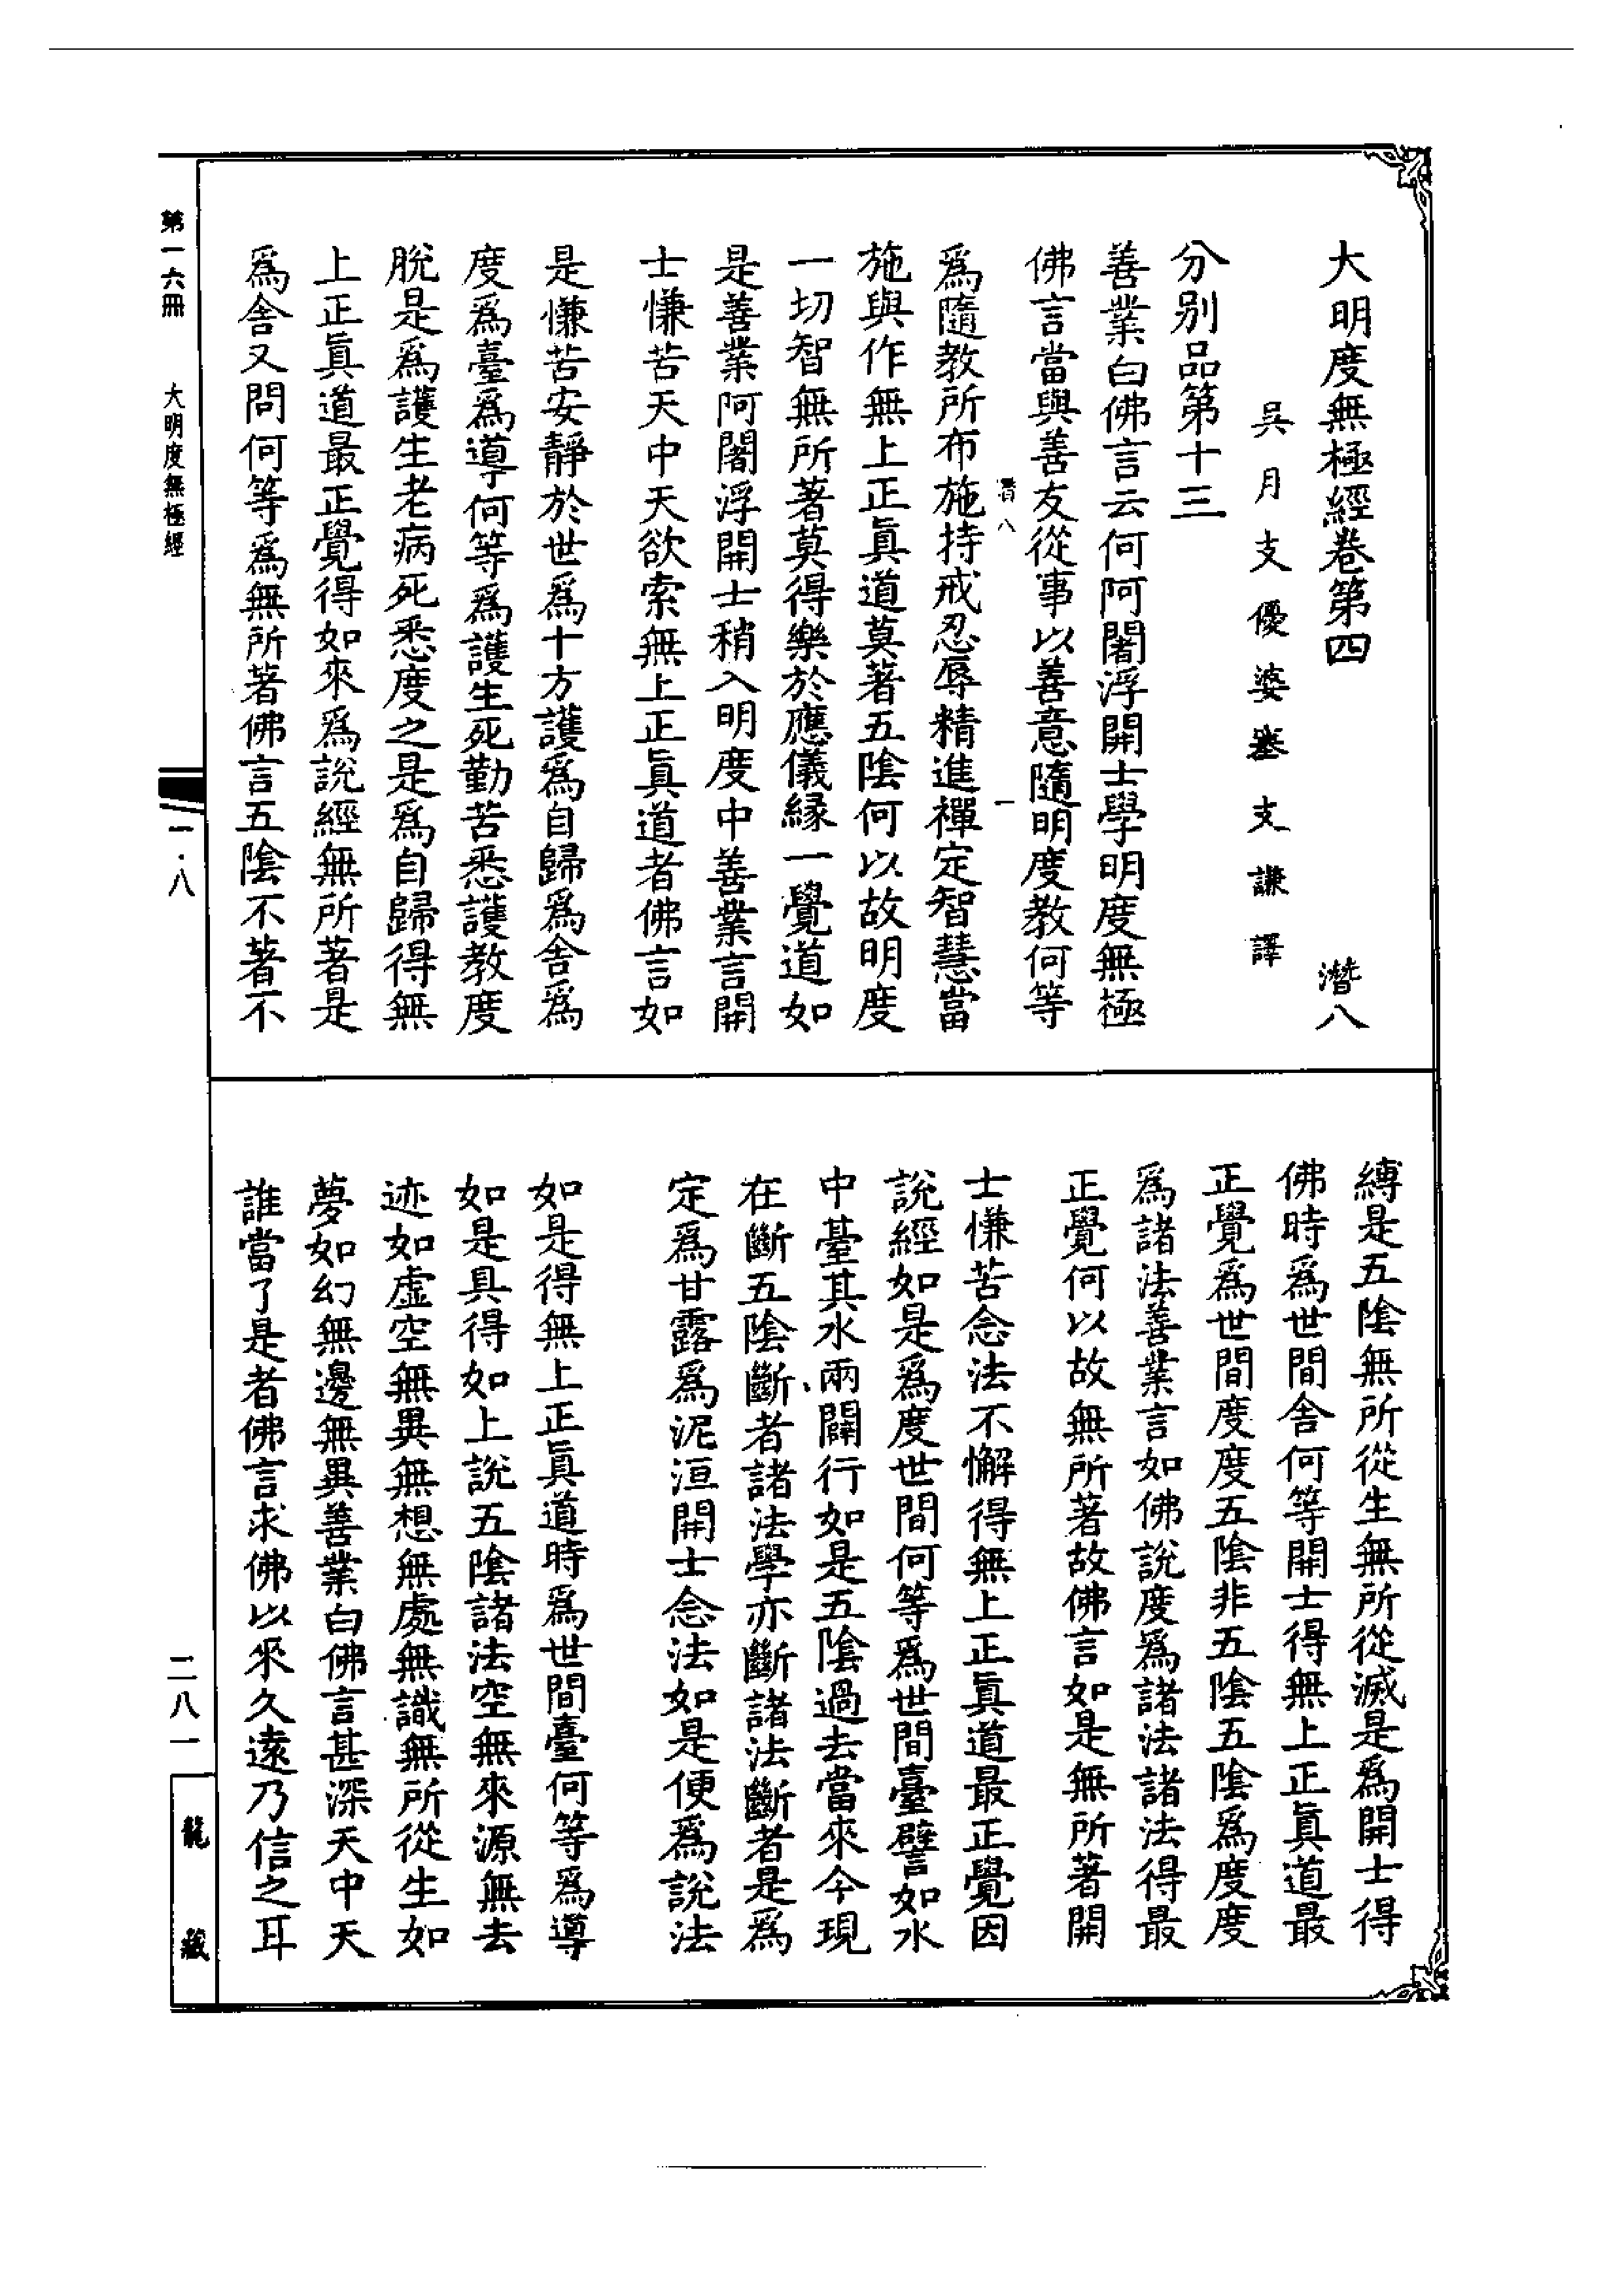 大明度無極經卷第四 潛八
吳月支優婆塞支謙譯
分别品第十三
善業白佛言云何阿闍浮開士學明度無極
佛言當與善友從事以善意隨明度教何等
潛八 一
爲隨教所布施持戒忍辱精進禪定智慧當
施與作無上正眞道莫著五陰何以故明度
一切智無所著莫得樂於應儀緣一覺道如
是善業阿闍浮開士稍入明度中善業言開
士慊苦天中天欲索無上正眞道者佛言如
是慊苦安靜於世爲十方護爲自歸爲舍爲
度爲臺爲導何等爲護生死勤苦悉護教度
脫是爲護生老病死悉度之是爲自歸得無
上正眞道最正覺得如來爲說經無所著是
爲舍又問何等爲無所著佛言五陰不著不
縛是五陰無所從生無所從滅是爲開士得
佛時爲世間舍何等開士得無上正眞道最
正覺爲世間度度五陰非五陰五陰爲度度
爲諸法善業言如佛說度爲諸法諸法得最
正覺何以故無所著故佛言如是無所著開
士慊苦念法不懈得無上正眞道最正覺因
說經如是爲度世間何等爲世間臺譬如水
中臺其水兩闢行如是五陰過去當來今現
在斷五陰斷者諸法學亦斷諸法斷者是爲
定爲甘露爲泥洹開士念法如是便爲說法
如是得無上正眞道時爲世間臺何等爲導
如是具得如上說五陰諸法空無來源無去
迹如虛空無異無想無處無識無所從生如
夢如幻無邊無異善業白佛言甚深天中天
誰當了是者佛言求佛以來久遠乃信之耳
第一六冊 大明度無極經
一·八
二八一
龍藏